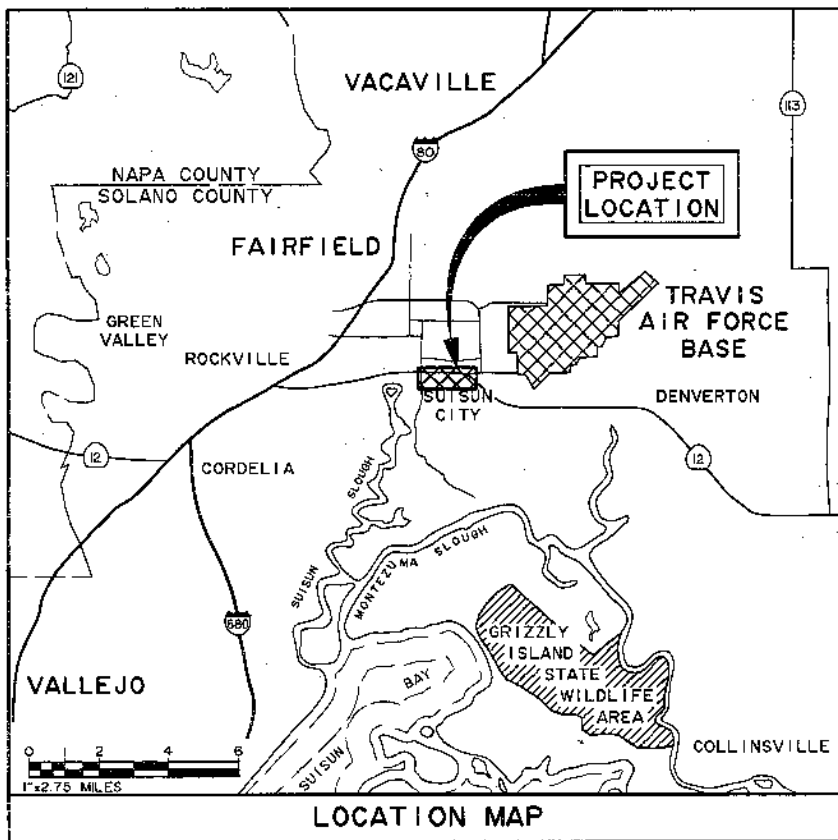 121
VACAVILLE
113
80
NAPA COUNTY
SOLANO COUNTY
PROJECT
LOCATION
FAIRFIELD
TRAVIS
AIR FORCE
BASE
GREEN
VALLEY
ROCKVILLE
SUISUN
CITY
DENVERTON
12
12
CORDELIA
SUISUN SLOUGH
MONTEZUMA SLOUGH
680
GRIZZLY
ISLAND
STATE
WILDLIFE
AREA
VALLEJO
SUISUN BAY
COLLINSVILLE
0 2 4 6
1"=2.75 MILES
LOCATION MAP